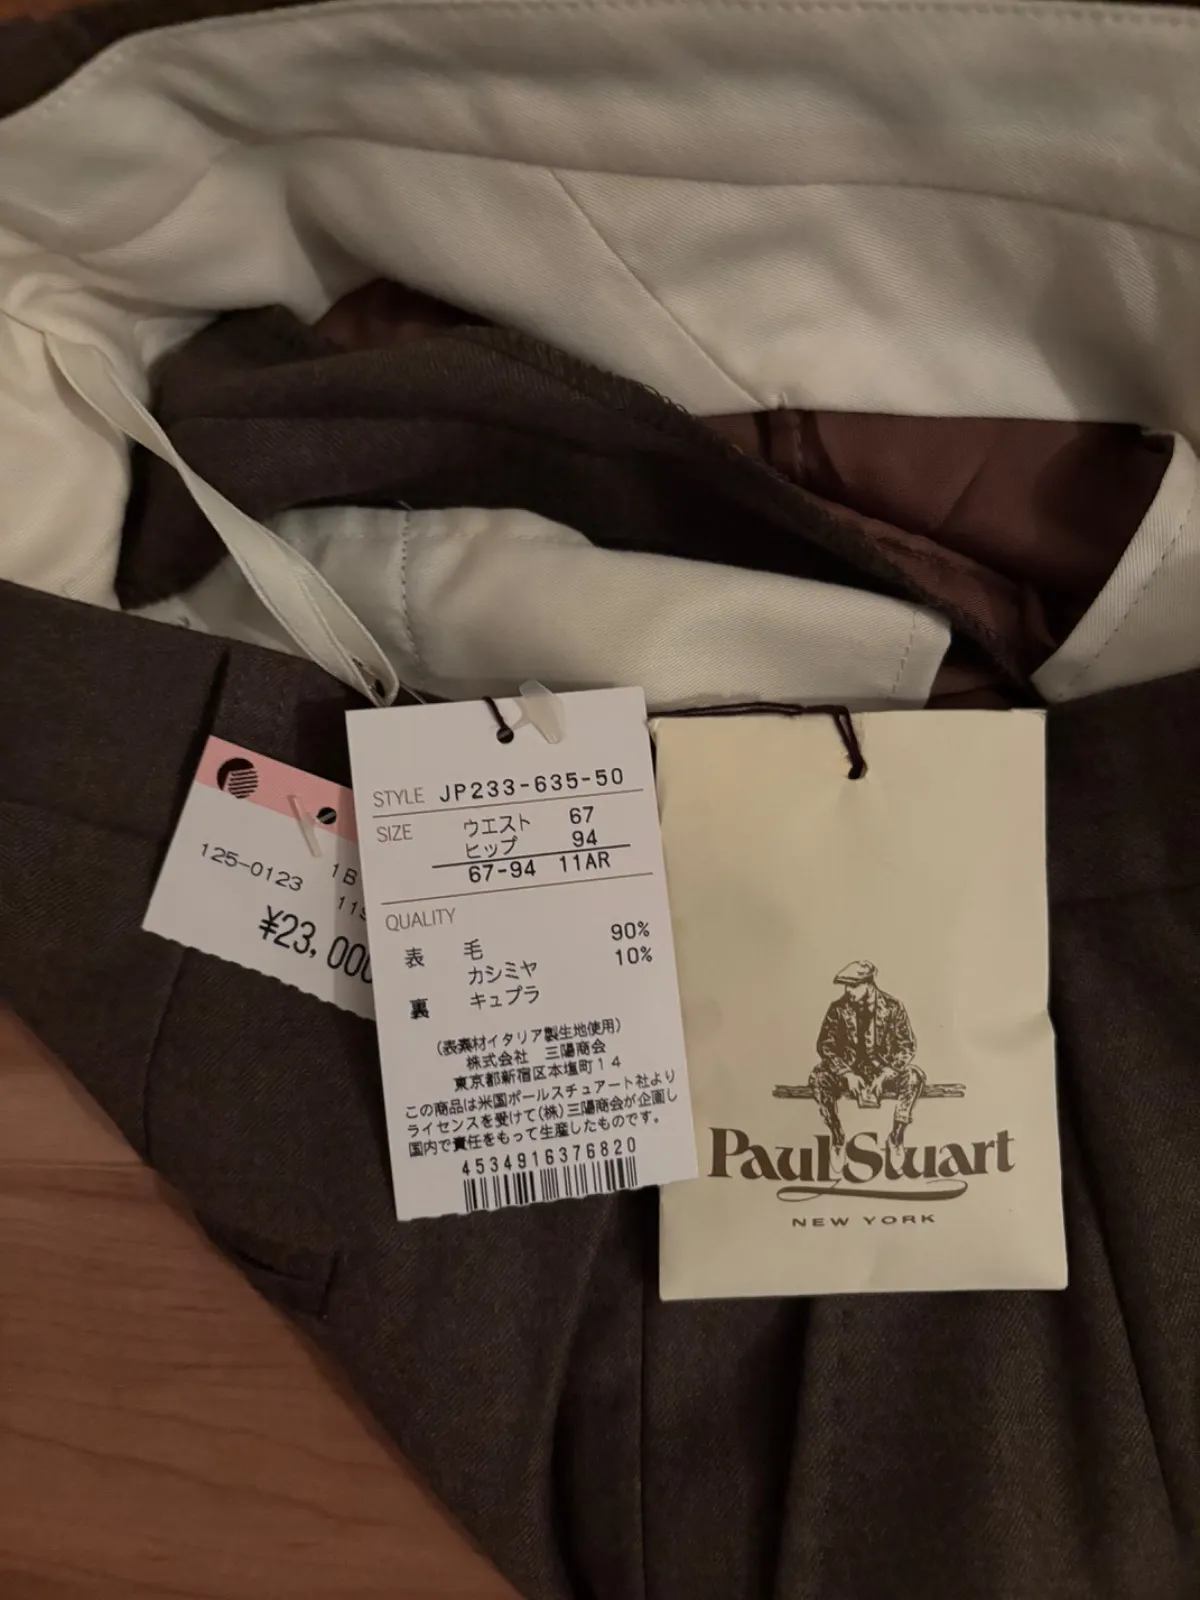 125-0123
1B
¥23,000
STYLE JP233-635-50
SIZE ウエスト 67
ヒップ 94
67-94 11AR
QUALITY
表 毛 90%
カシミヤ 10%
裏 キュプラ
(表素材イタリア製生地使用)
株式会社 三陽商会
東京都新宿区本塩町14
この商品は米国ポールスチュアート社より
ライセンスを受けて(株)三陽商会が企画し
国内で責任をもって生産したものです。
4534916376820
Paul Stuart
NEW YORK